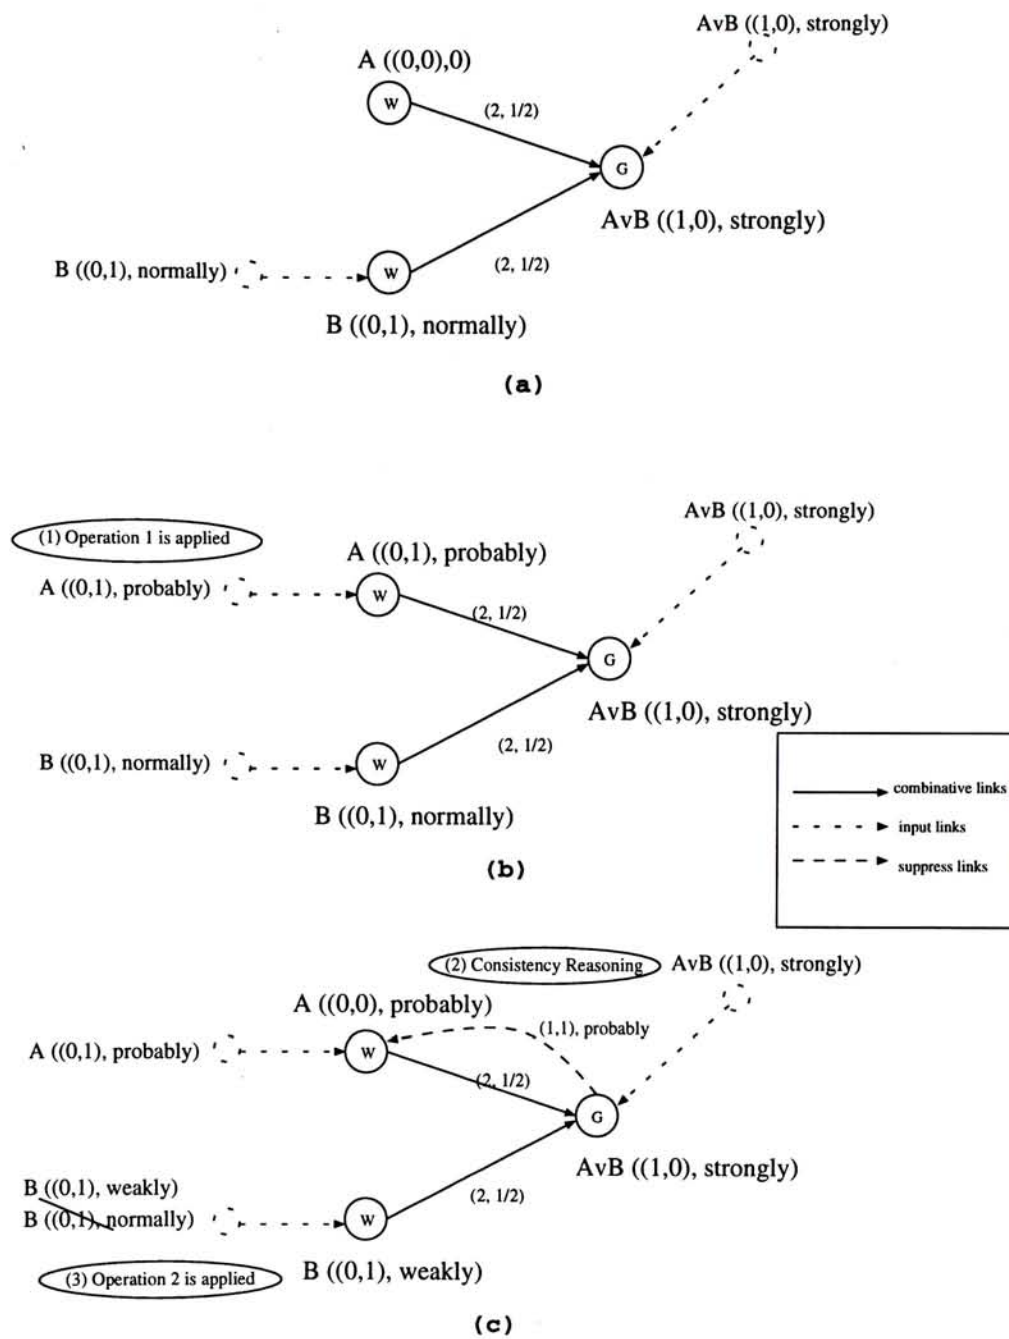 AvB ((1,0), strongly)
A ((0,0),0)
W
(2, 1/2)
G
AvB ((1,0), strongly)
B ((0,1), normally)
W
(2, 1/2)
B ((0,1), normally)
(a)
AvB ((1,0), strongly)
(1) Operation 1 is applied
A ((0,1), probably)
A ((0,1), probably)
W
(2, 1/2)
G
AvB ((1,0), strongly)
B ((0,1), normally)
W
(2, 1/2)
B ((0,1), normally)
(b)
combinative links
input links
suppress links
(2) Consistency Reasoning
AvB ((1,0), strongly)
A ((0,0), probably)
(1,1), probably
A ((0,1), probably)
W
(2, 1/2)
G
AvB ((1,0), strongly)
B ((0,1), weakly)
B ((0,1), normally)
W
(2, 1/2)
B ((0,1), weakly)
(3) Operation 2 is applied
(c)